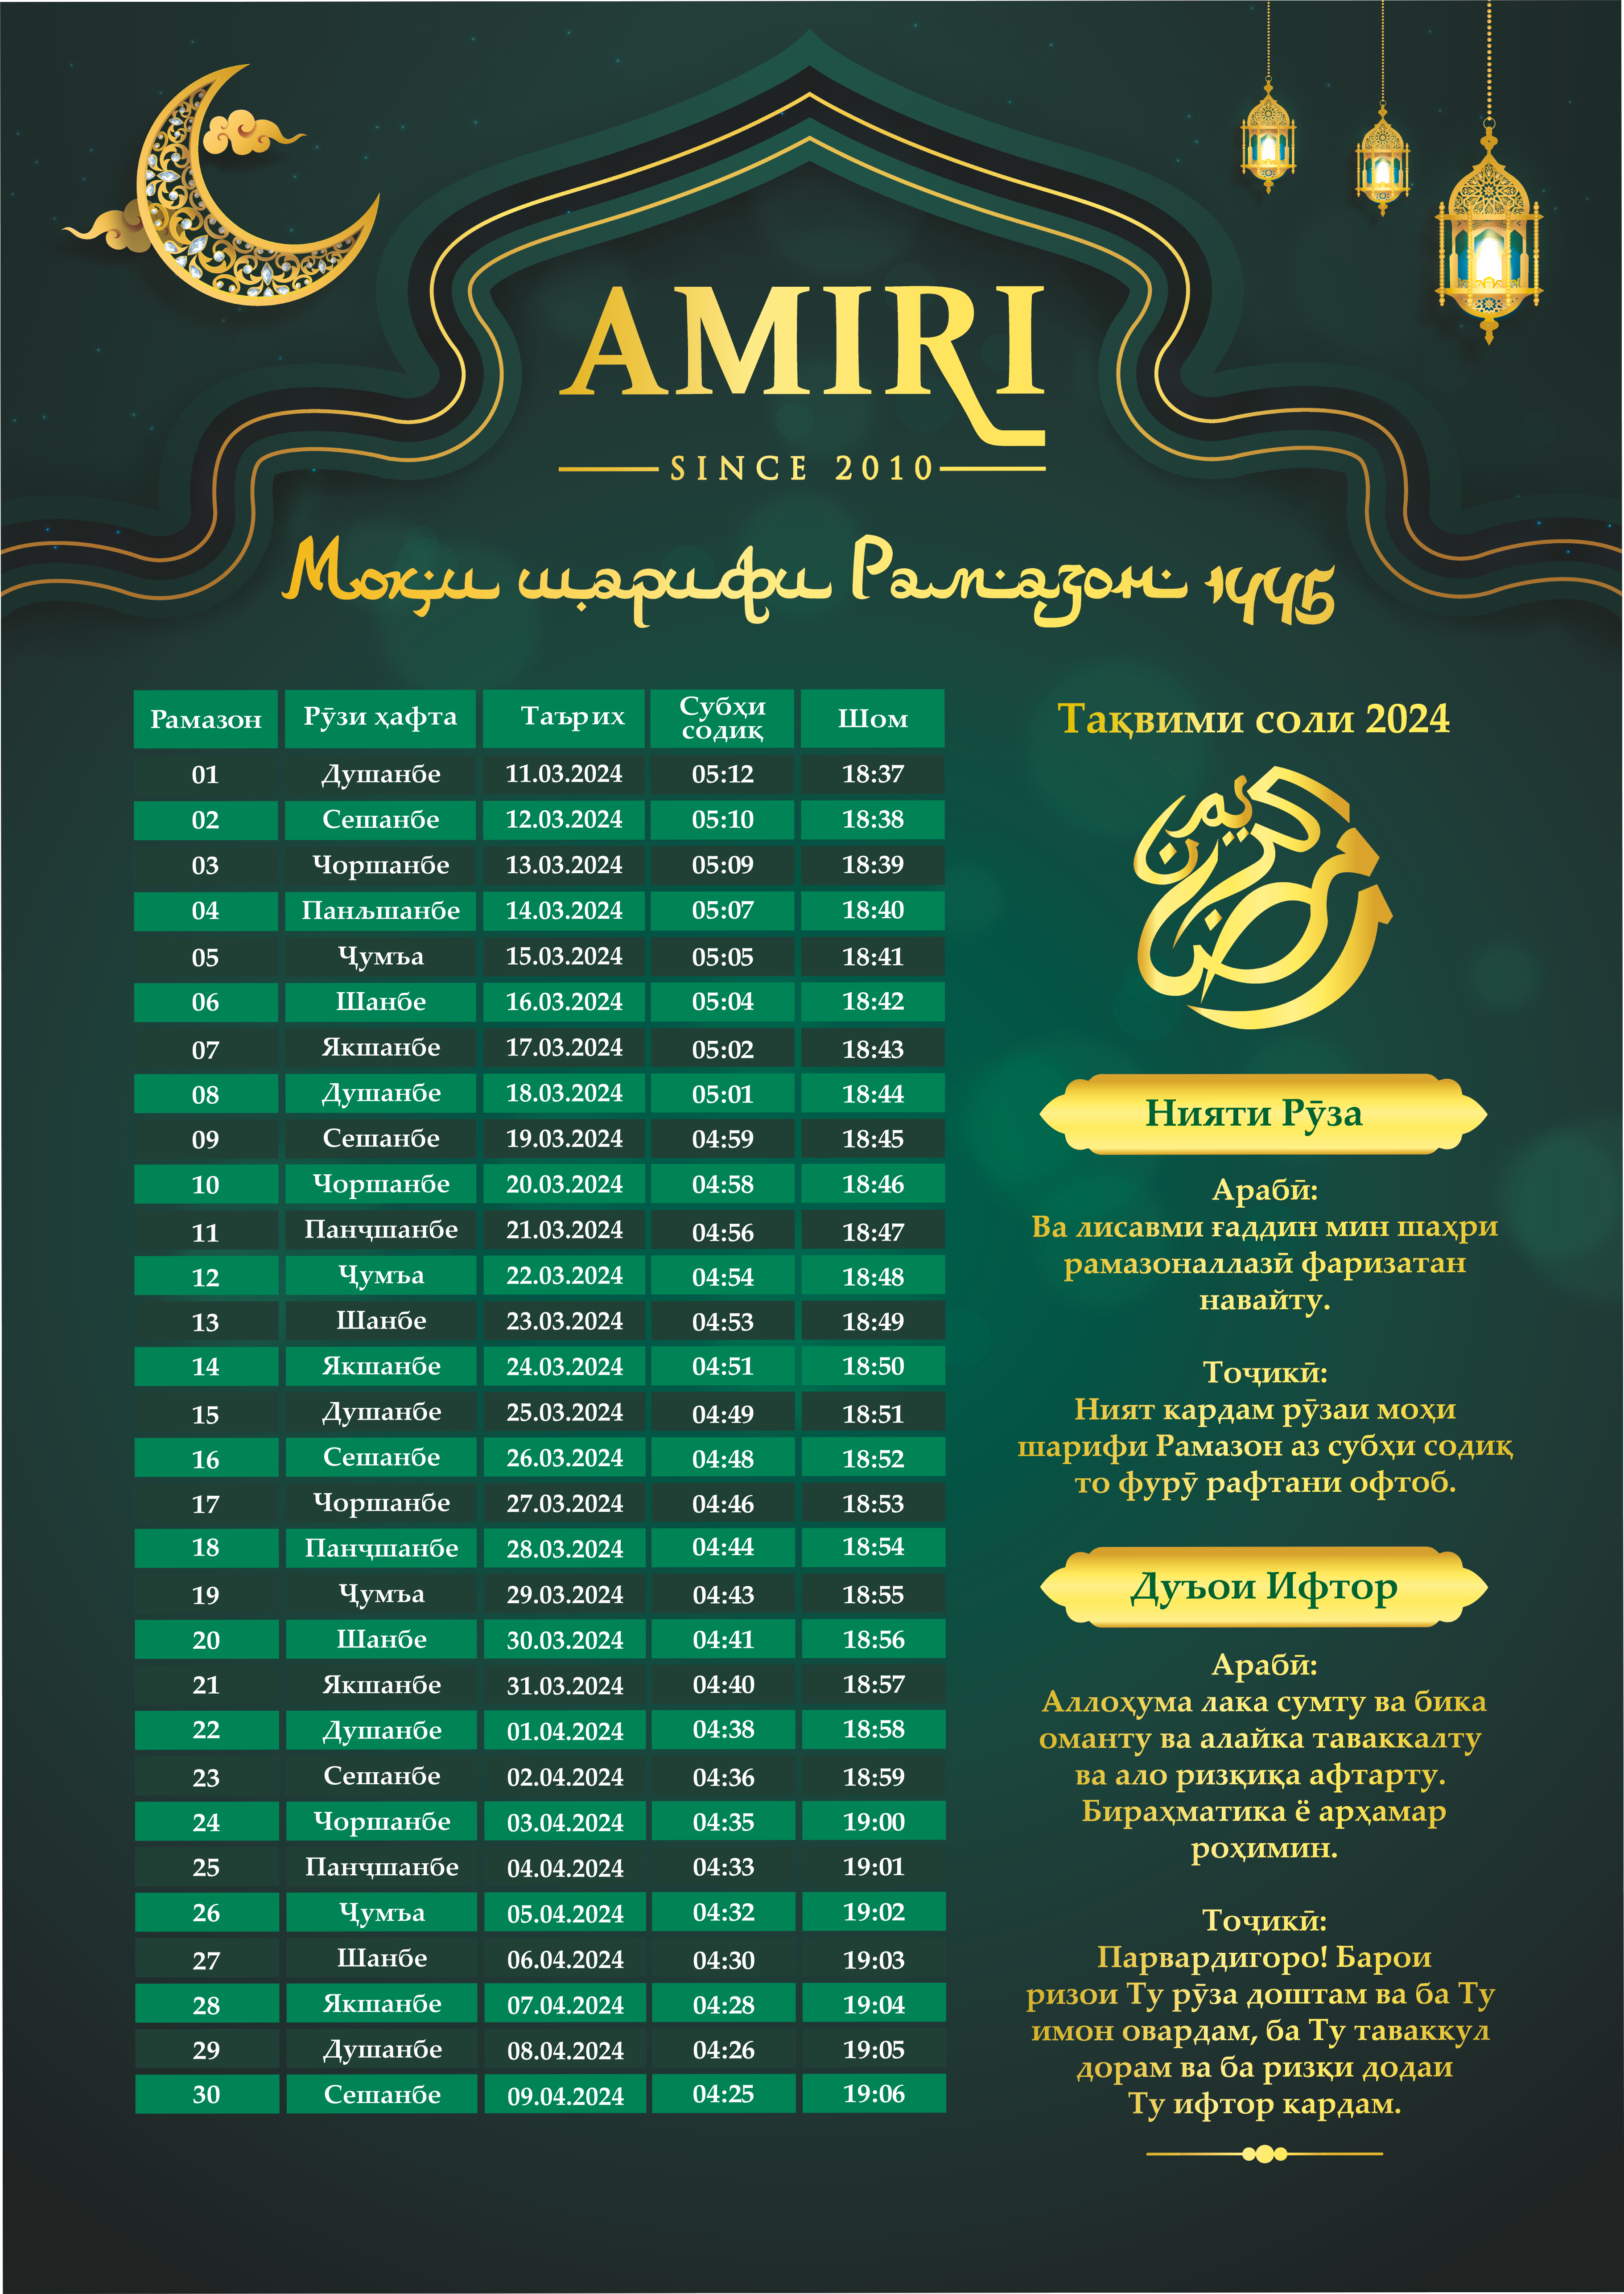 AMIRI
SINCE 2010
Моҳи шарифи Рамазон 1445
Рамазон Рӯзи ҳафта Таърих Субҳи содиқ Шом
01 Душанбе 11.03.2024 05:12 18:37
02 Сешанбе 12.03.2024 05:10 18:38
03 Чоршанбе 13.03.2024 05:09 18:39
04 Панљшанбе 14.03.2024 05:07 18:40
05 Ҷумъа 15.03.2024 05:05 18:41
06 Шанбе 16.03.2024 05:04 18:42
07 Якшанбе 17.03.2024 05:02 18:43
08 Душанбе 18.03.2024 05:01 18:44
09 Сешанбе 19.03.2024 04:59 18:45
10 Чоршанбе 20.03.2024 04:58 18:46
11 Панҷшанбе 21.03.2024 04:56 18:47
12 Ҷумъа 22.03.2024 04:54 18:48
13 Шанбе 23.03.2024 04:53 18:49
14 Якшанбе 24.03.2024 04:51 18:50
15 Душанбе 25.03.2024 04:49 18:51
16 Сешанбе 26.03.2024 04:48 18:52
17 Чоршанбе 27.03.2024 04:46 18:53
18 Панҷшанбе 28.03.2024 04:44 18:54
19 Ҷумъа 29.03.2024 04:43 18:55
20 Шанбе 30.03.2024 04:41 18:56
21 Якшанбе 31.03.2024 04:40 18:57
22 Душанбе 01.04.2024 04:38 18:58
23 Сешанбе 02.04.2024 04:36 18:59
24 Чоршанбе 03.04.2024 04:35 19:00
25 Панҷшанбе 04.04.2024 04:33 19:01
26 Ҷумъа 05.04.2024 04:32 19:02
27 Шанбе 06.04.2024 04:30 19:03
28 Якшанбе 07.04.2024 04:28 19:04
29 Душанбе 08.04.2024 04:26 19:05
30 Сешанбе 09.04.2024 04:25 19:06
Тақвими соли 2024
رمضان كريم
Нияти Рӯза
Арабӣ:
Ва лисавми ғаддин мин шаҳри
рамазоналлазӣ фаризатан
навайту.
Тоҷикӣ:
Ният кардам рӯзаи моҳи
шарифи Рамазон аз субҳи содиқ
то фурӯ рафтани офтоб.
Дуъои Ифтор
Арабӣ:
Аллоҳума лака сумту ва бика
оманту ва алайка таваккалту
ва ало ризқиқа афтарту.
Бираҳматика ё арҳамар
роҳимин.
Тоҷикӣ:
Парвардигоро! Барои
ризои Ту рӯза доштам ва ба Ту
имон овардам, ба Ту таваккул
дорам ва ба ризқи додаи
Ту ифтор кардам.